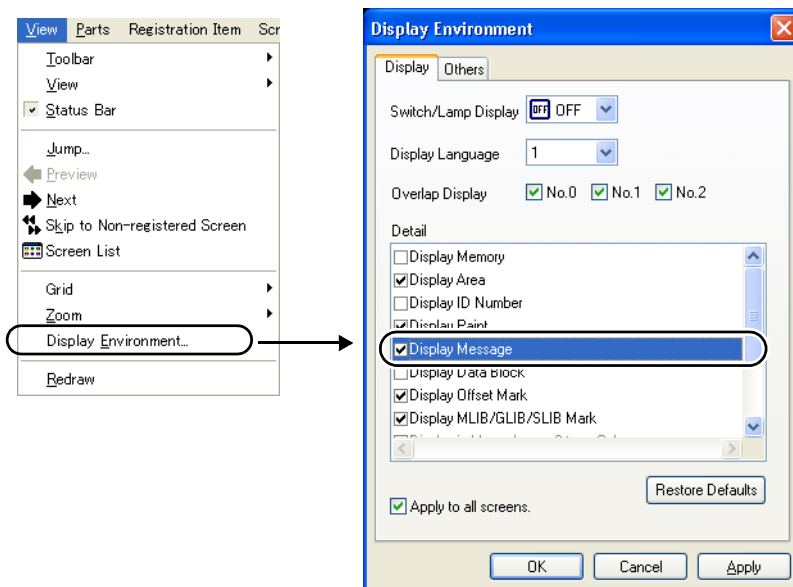 View Parts Registration Item Scr
Toolbar
View
Status Bar
Jump...
Preview
Next
Skip to Non-registered Screen
Screen List
Grid
Zoom
Display Environment...
Redraw
Display Environment
Display Others
Switch/Lamp Display OFF OFF
Display Language 1
Overlap Display No.0 No.1 No.2
Detail
Display Memory
Display Area
Display ID Number
Display Paint
Display Message
Display Data Block
Display Offset Mark
Display MLIB/GLIB/SLIB Mark
Apply to all screens.
Restore Defaults
OK Cancel Apply